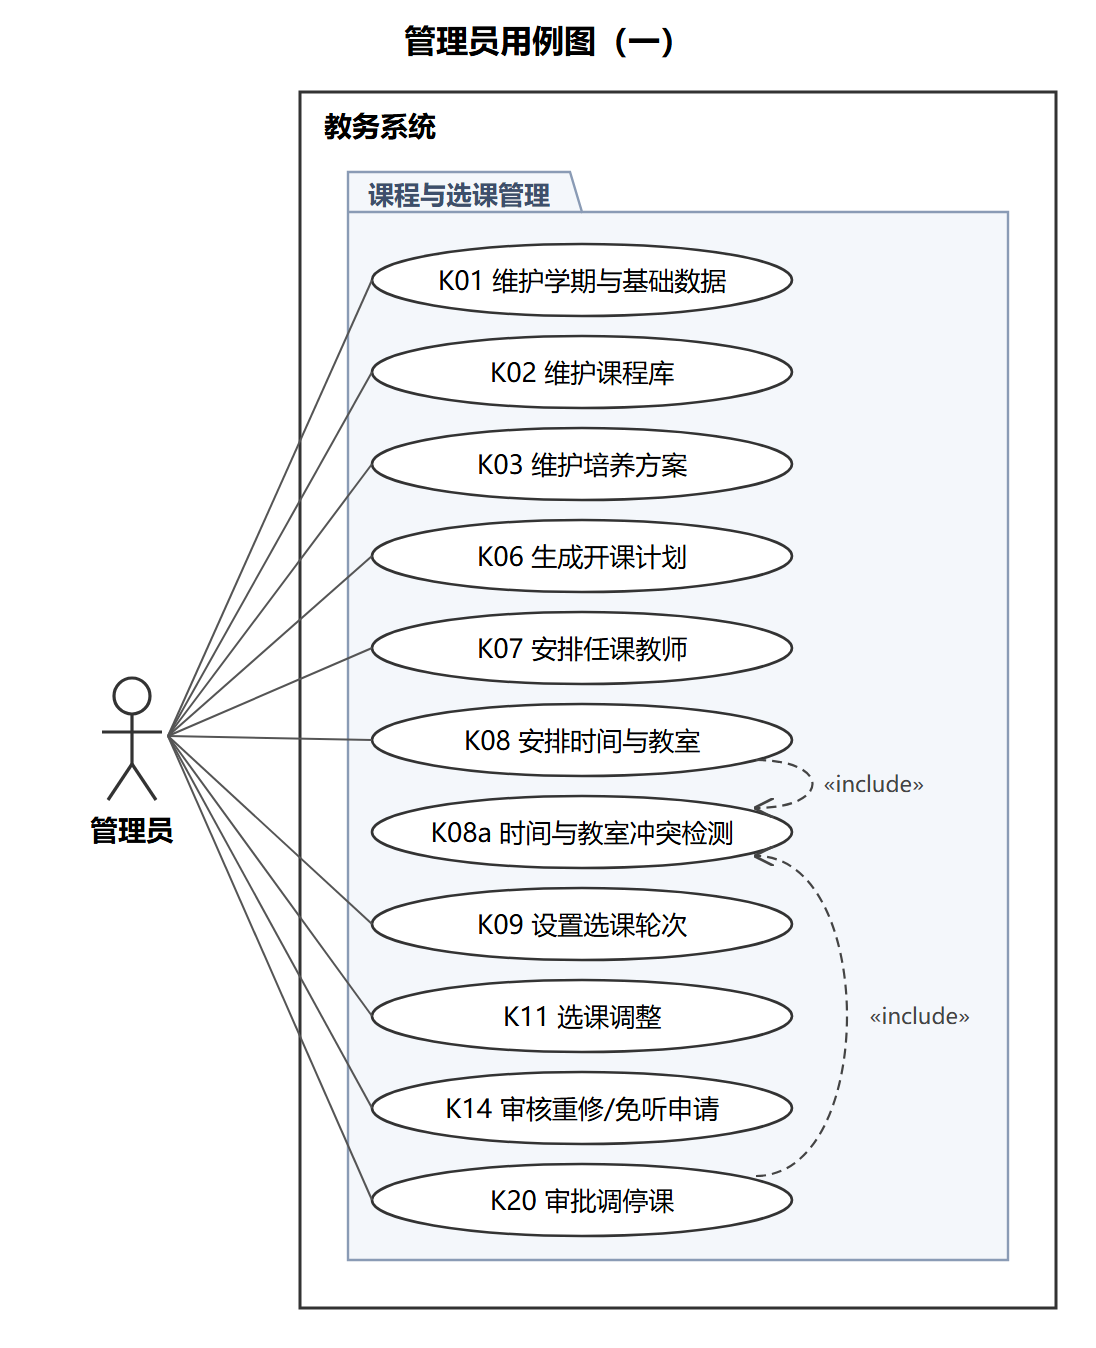 管理员用例图（一）
教务系统
课程与选课管理
K01 维护学期与基础数据
K02 维护课程库
K03 维护培养方案
K06 生成开课计划
K07 安排任课教师
K08 安排时间与教室
«include»
K08a 时间与教室冲突检测
管理员
K09 设置选课轮次
K11 选课调整
«include»
K14 审核重修/免听申请
K20 审批调停课